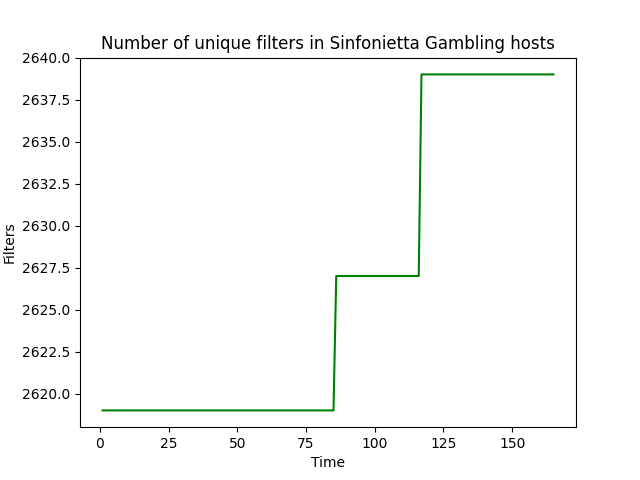 Number of unique filters in Sinfonietta Gambling hosts
2640.0
2637.5
2635.0
2632.5
2630.0
2627.5
2625.0
2622.5
2620.0
Filters
0 25 50 75 100 125 150
Time